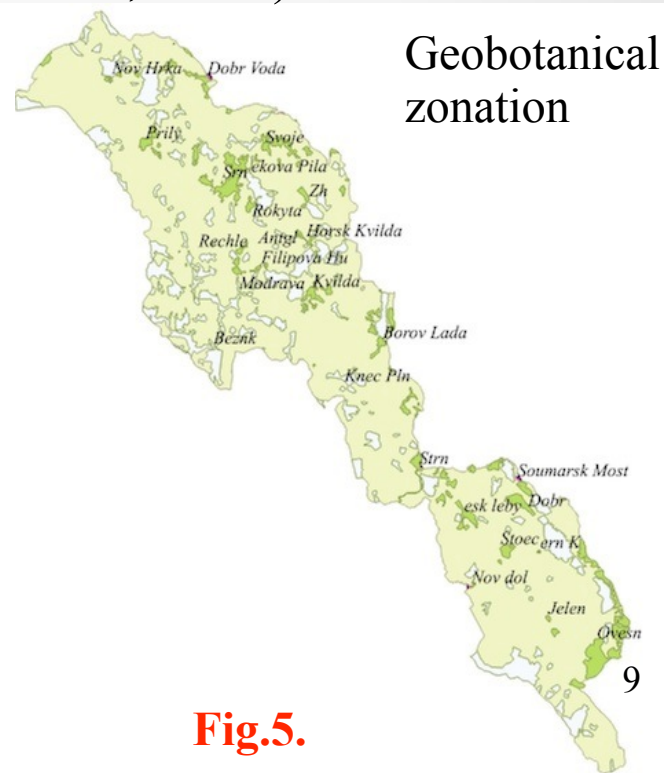 Geobotanical
zonation
Nov Hrka
Dobr Voda
Prily
Svoje
Srn
ekova Pila
Zh
Rokyta
Rechle
Antgl
Horsk Kvilda
Filipova Hu
Modrava
Kvilda
Borov Lada
Beznk
Knec Pln
Strn
Soumarsk Most
esk leby
Dobr
Stoec
ern K
Nov dol
Jelen
Ovesn
9
Fig.5.